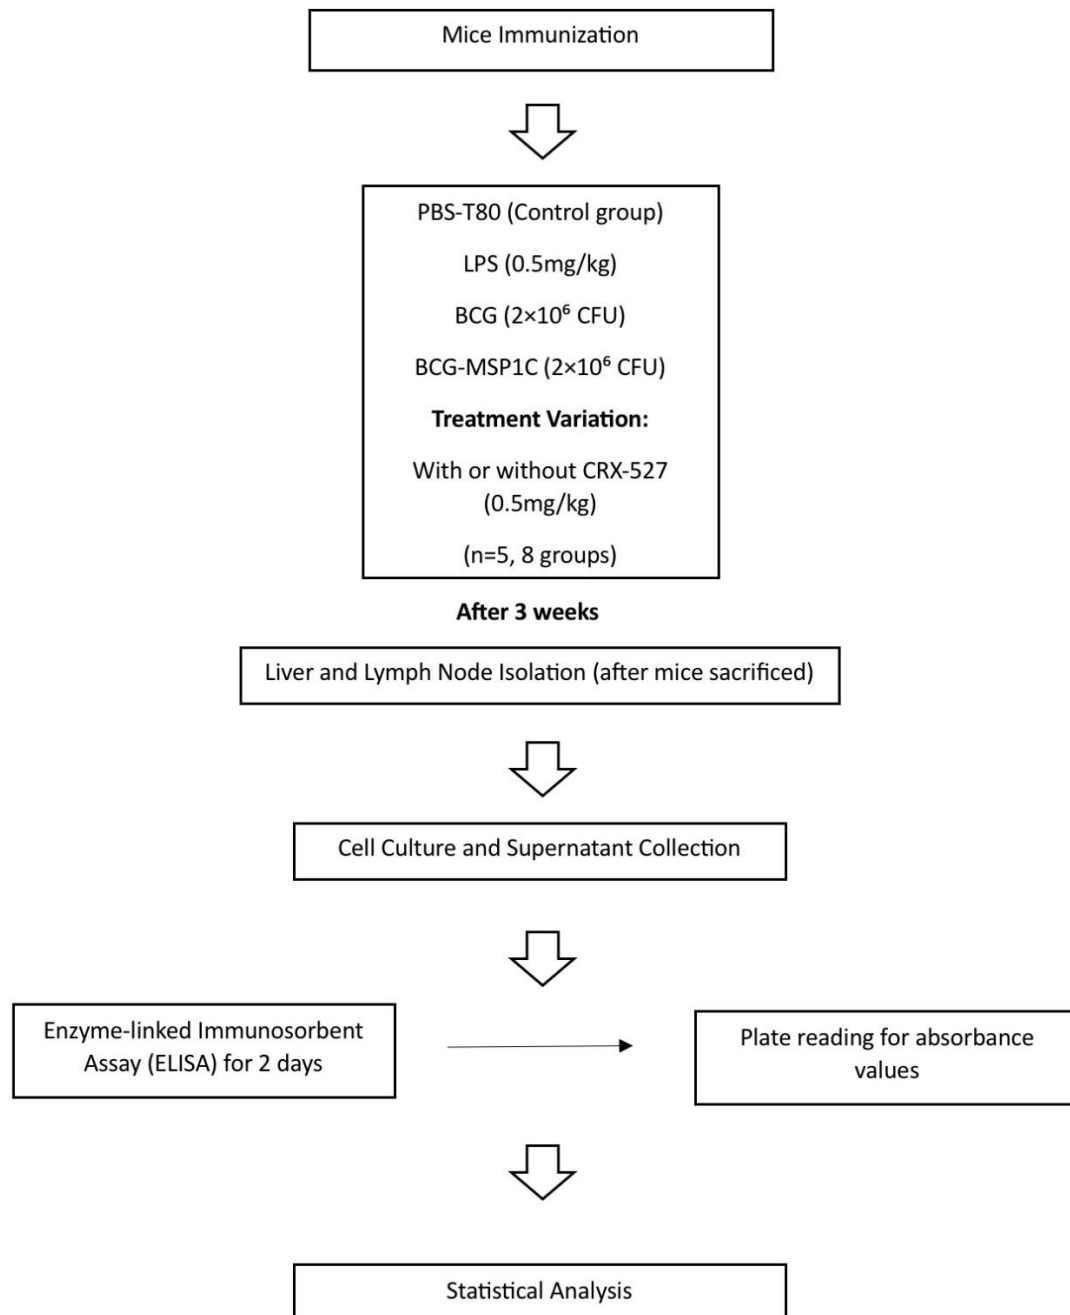 Mice Immunization
PBS-T80 (Control group)
LPS (0.5mg/kg)
BCG (2×10⁶ CFU)
BCG-MSP1C (2×10⁶ CFU)
Treatment Variation:
With or without CRX-527
(0.5mg/kg)
(n=5, 8 groups)
After 3 weeks
Liver and Lymph Node Isolation (after mice sacrificed)
Cell Culture and Supernatant Collection
Enzyme-linked Immunosorbent
Assay (ELISA) for 2 days
Plate reading for absorbance
values
Statistical Analysis